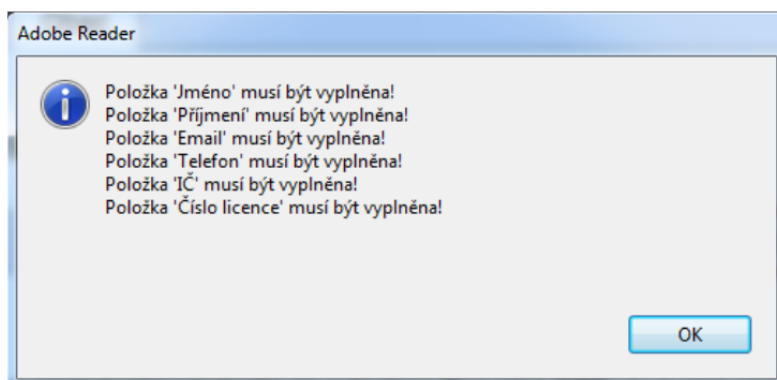 Adobe Reader
Položka 'Jméno' musí být vyplněna!
Položka 'Příjmení' musí být vyplněna!
Položka 'Email' musí být vyplněna!
Položka 'Telefon' musí být vyplněna!
Položka 'IČ' musí být vyplněna!
Položka 'Číslo licence' musí být vyplněna!
OK